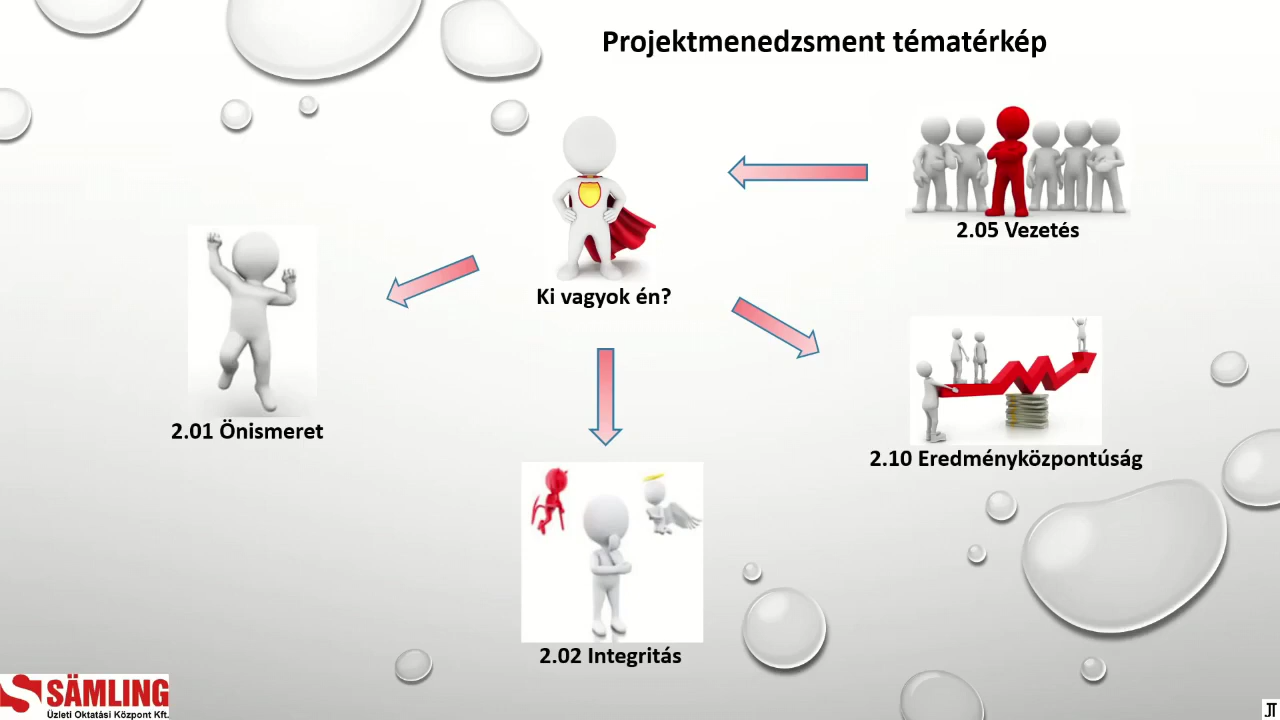 Projektmenedzsment tématérkép
2.05 Vezetés
Ki vagyok én?
2.01 Önismeret
2.10 Eredményközpontúság
2.02 Integritás
SÄMLING
Üzleti Oktatási Központ Kft.
JT